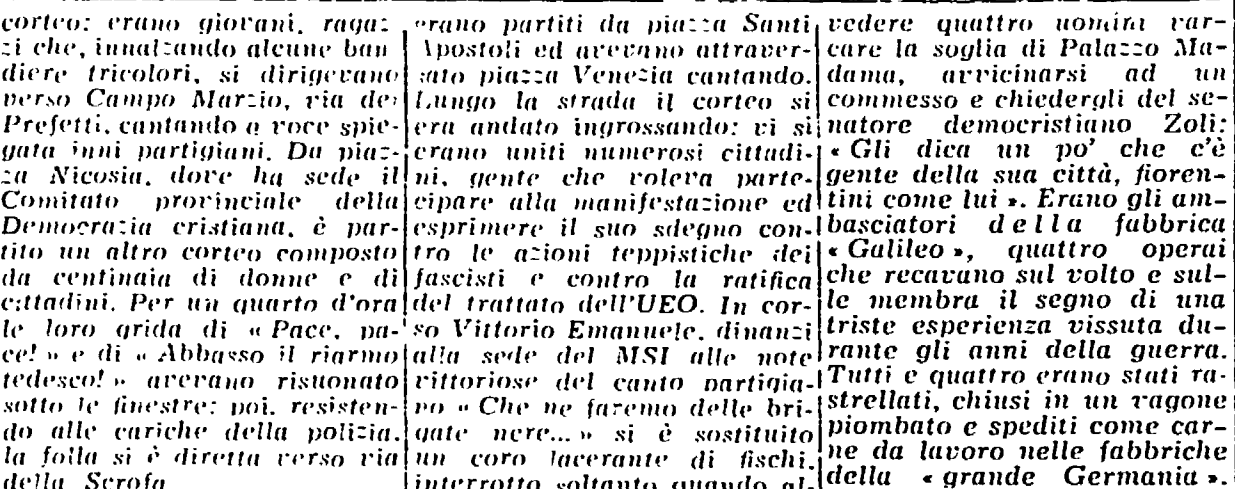 corteo: erano giovani, ragaz
zi che, innalzando alcune ban
diere tricolori, si dirigevano
verso Campo Marzio, via dei
Prefetti, cantando a voce spie-
gata inni partigiani. Da piaz-
za Nicosia, dove ha sede il
Comitato provinciale della
Democrazia cristiana, è par-
tito un altro corteo composto
da centinaia di donne e di
cittadini. Per un quarto d'ora
le loro grida di « Pace, pa-
ce! » e di « Abbasso il riarmo
tedesco! » avevano risuonato
sotto le finestre: poi, resisten-
do alle cariche della polizia,
la folla si è diretta verso via
della Scrofa
erano partiti da piazza Santi
Apostoli ed avevano attraver-
sato piazza Venezia cantando.
Lungo la strada il corteo si
era andato ingrossando: vi si
erano uniti numerosi cittadi-
ni, gente che voleva parte-
cipare alla manifestazione ed
esprimere il suo sdegno con-
tro le azioni teppistiche dei
fascisti e contro la ratifica
del trattato dell'UEO. In cor-
so Vittorio Emanuele, dinanzi
alla sede del MSI alle note
vittoriose del canto partigia-
no « Che ne faremo delle bri-
gate nere... » si è sostituito
un coro lacerante di fischi,
interrotto soltanto quando al-
vedere quattro uomini var-
care la soglia di Palazzo Ma-
dama, avvicinarsi ad un
commesso e chiedergli del se-
natore democristiano Zoli:
« Gli dica un po' che c'è
gente della sua città, fioren-
tini come lui ». Erano gli am-
basciatori della fabbrica
« Galileo », quattro operai
che recavano sul volto e sul-
le membra il segno di una
triste esperienza vissuta du-
rante gli anni della guerra.
Tutti e quattro erano stati ra-
strellati, chiusi in un vagone
piombato e spediti come car-
ne da lavoro nelle fabbriche
della « grande Germania ».